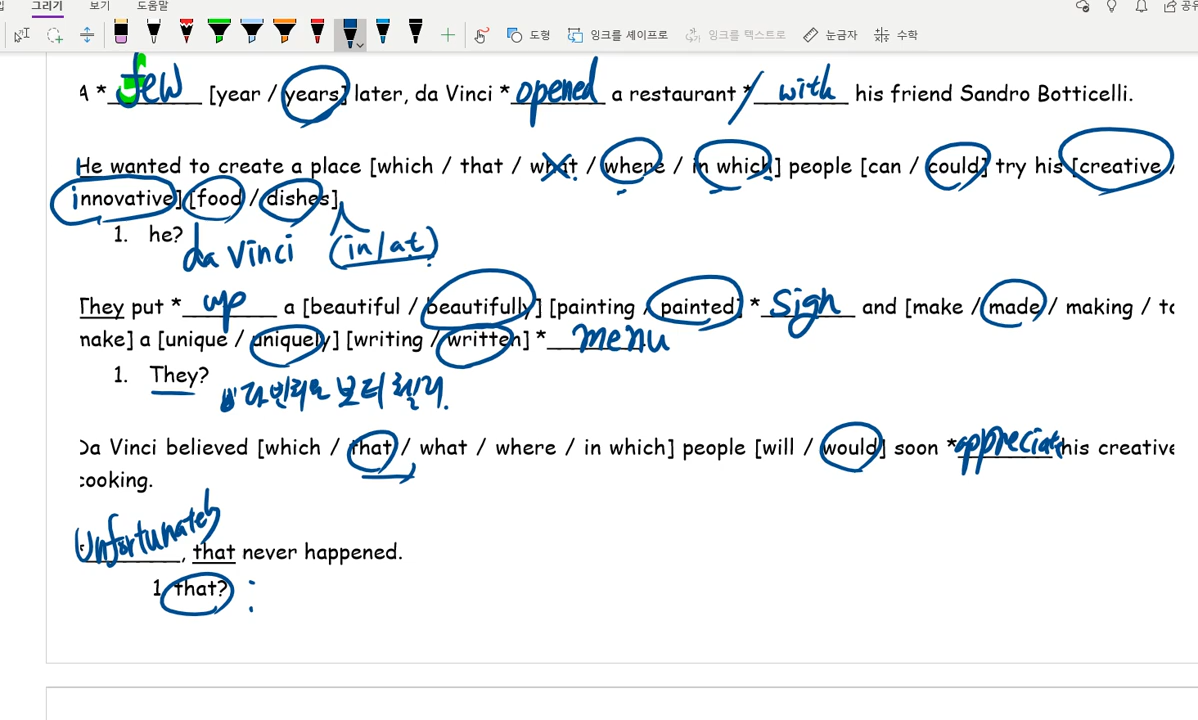 그리기 보기 도움말
도형 잉크를 셰이프로 잉크를 텍스트로 눈금자 수학
A *few [year / years] later, da Vinci *opened a restaurant * / with his friend Sandro Botticelli.
He wanted to create a place [which / that / what / where / in which] people [can / could] try his [creative /
innovative] [food / dishes].
1. he? da Vinci (in/at)
They put *up a [beautiful / beautifully] [painting / painted] *sign and [make / made / making / to
make] a [unique / uniquely] [writing / written] *menu
1. They? 다빈치와 보티첼리.
Da Vinci believed [which / that / what / where / in which] people [will / would] soon *appreciate his creative
cooking.
Unfortunately, that never happened.
1. that? :